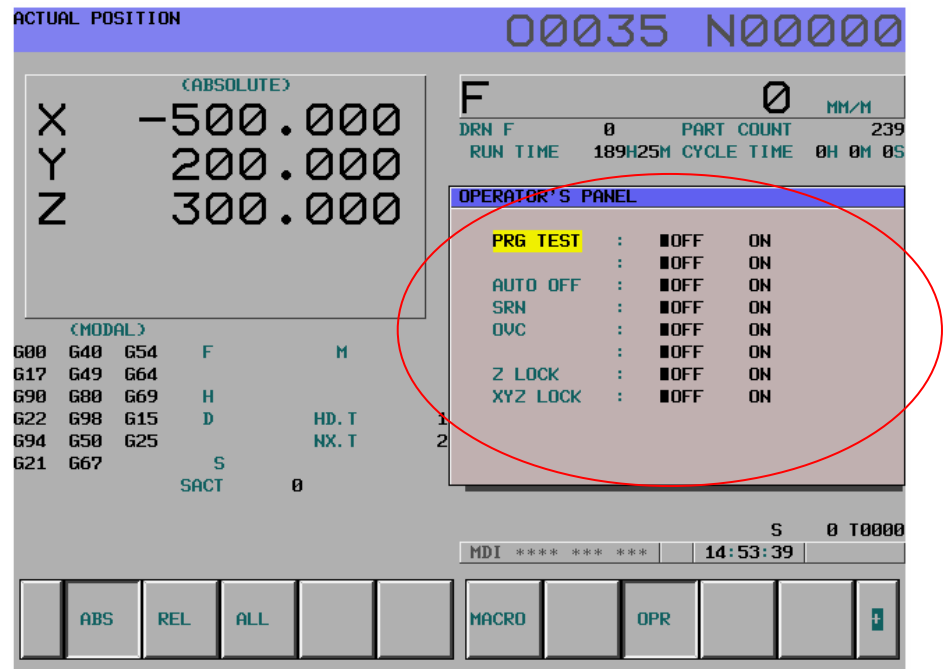 ACTUAL POSITION O0035 N00000
(ABSOLUTE)
X -500.000
Y 200.000
Z 300.000
F 0 MM/M
DRN F 0 PART COUNT 239
RUN TIME 189H25M CYCLE TIME 0H 0M 0S
OPERATOR'S PANEL
PRG TEST : ■OFF ON
: ■OFF ON
AUTO OFF : ■OFF ON
SRN : ■OFF ON
OVC : ■OFF ON
: ■OFF ON
Z LOCK : ■OFF ON
XYZ LOCK : ■OFF ON
(MODAL)
G00 G40 G54 F M
G17 G49 G64
G90 G80 G69 H
G22 G98 G15 D HD.T 1
G94 G50 G25 NX.T 2
G21 G67 S
SACT 0
S 0 T0000
MDI **** *** *** 14:53:39
ABS REL ALL MACRO OPR +